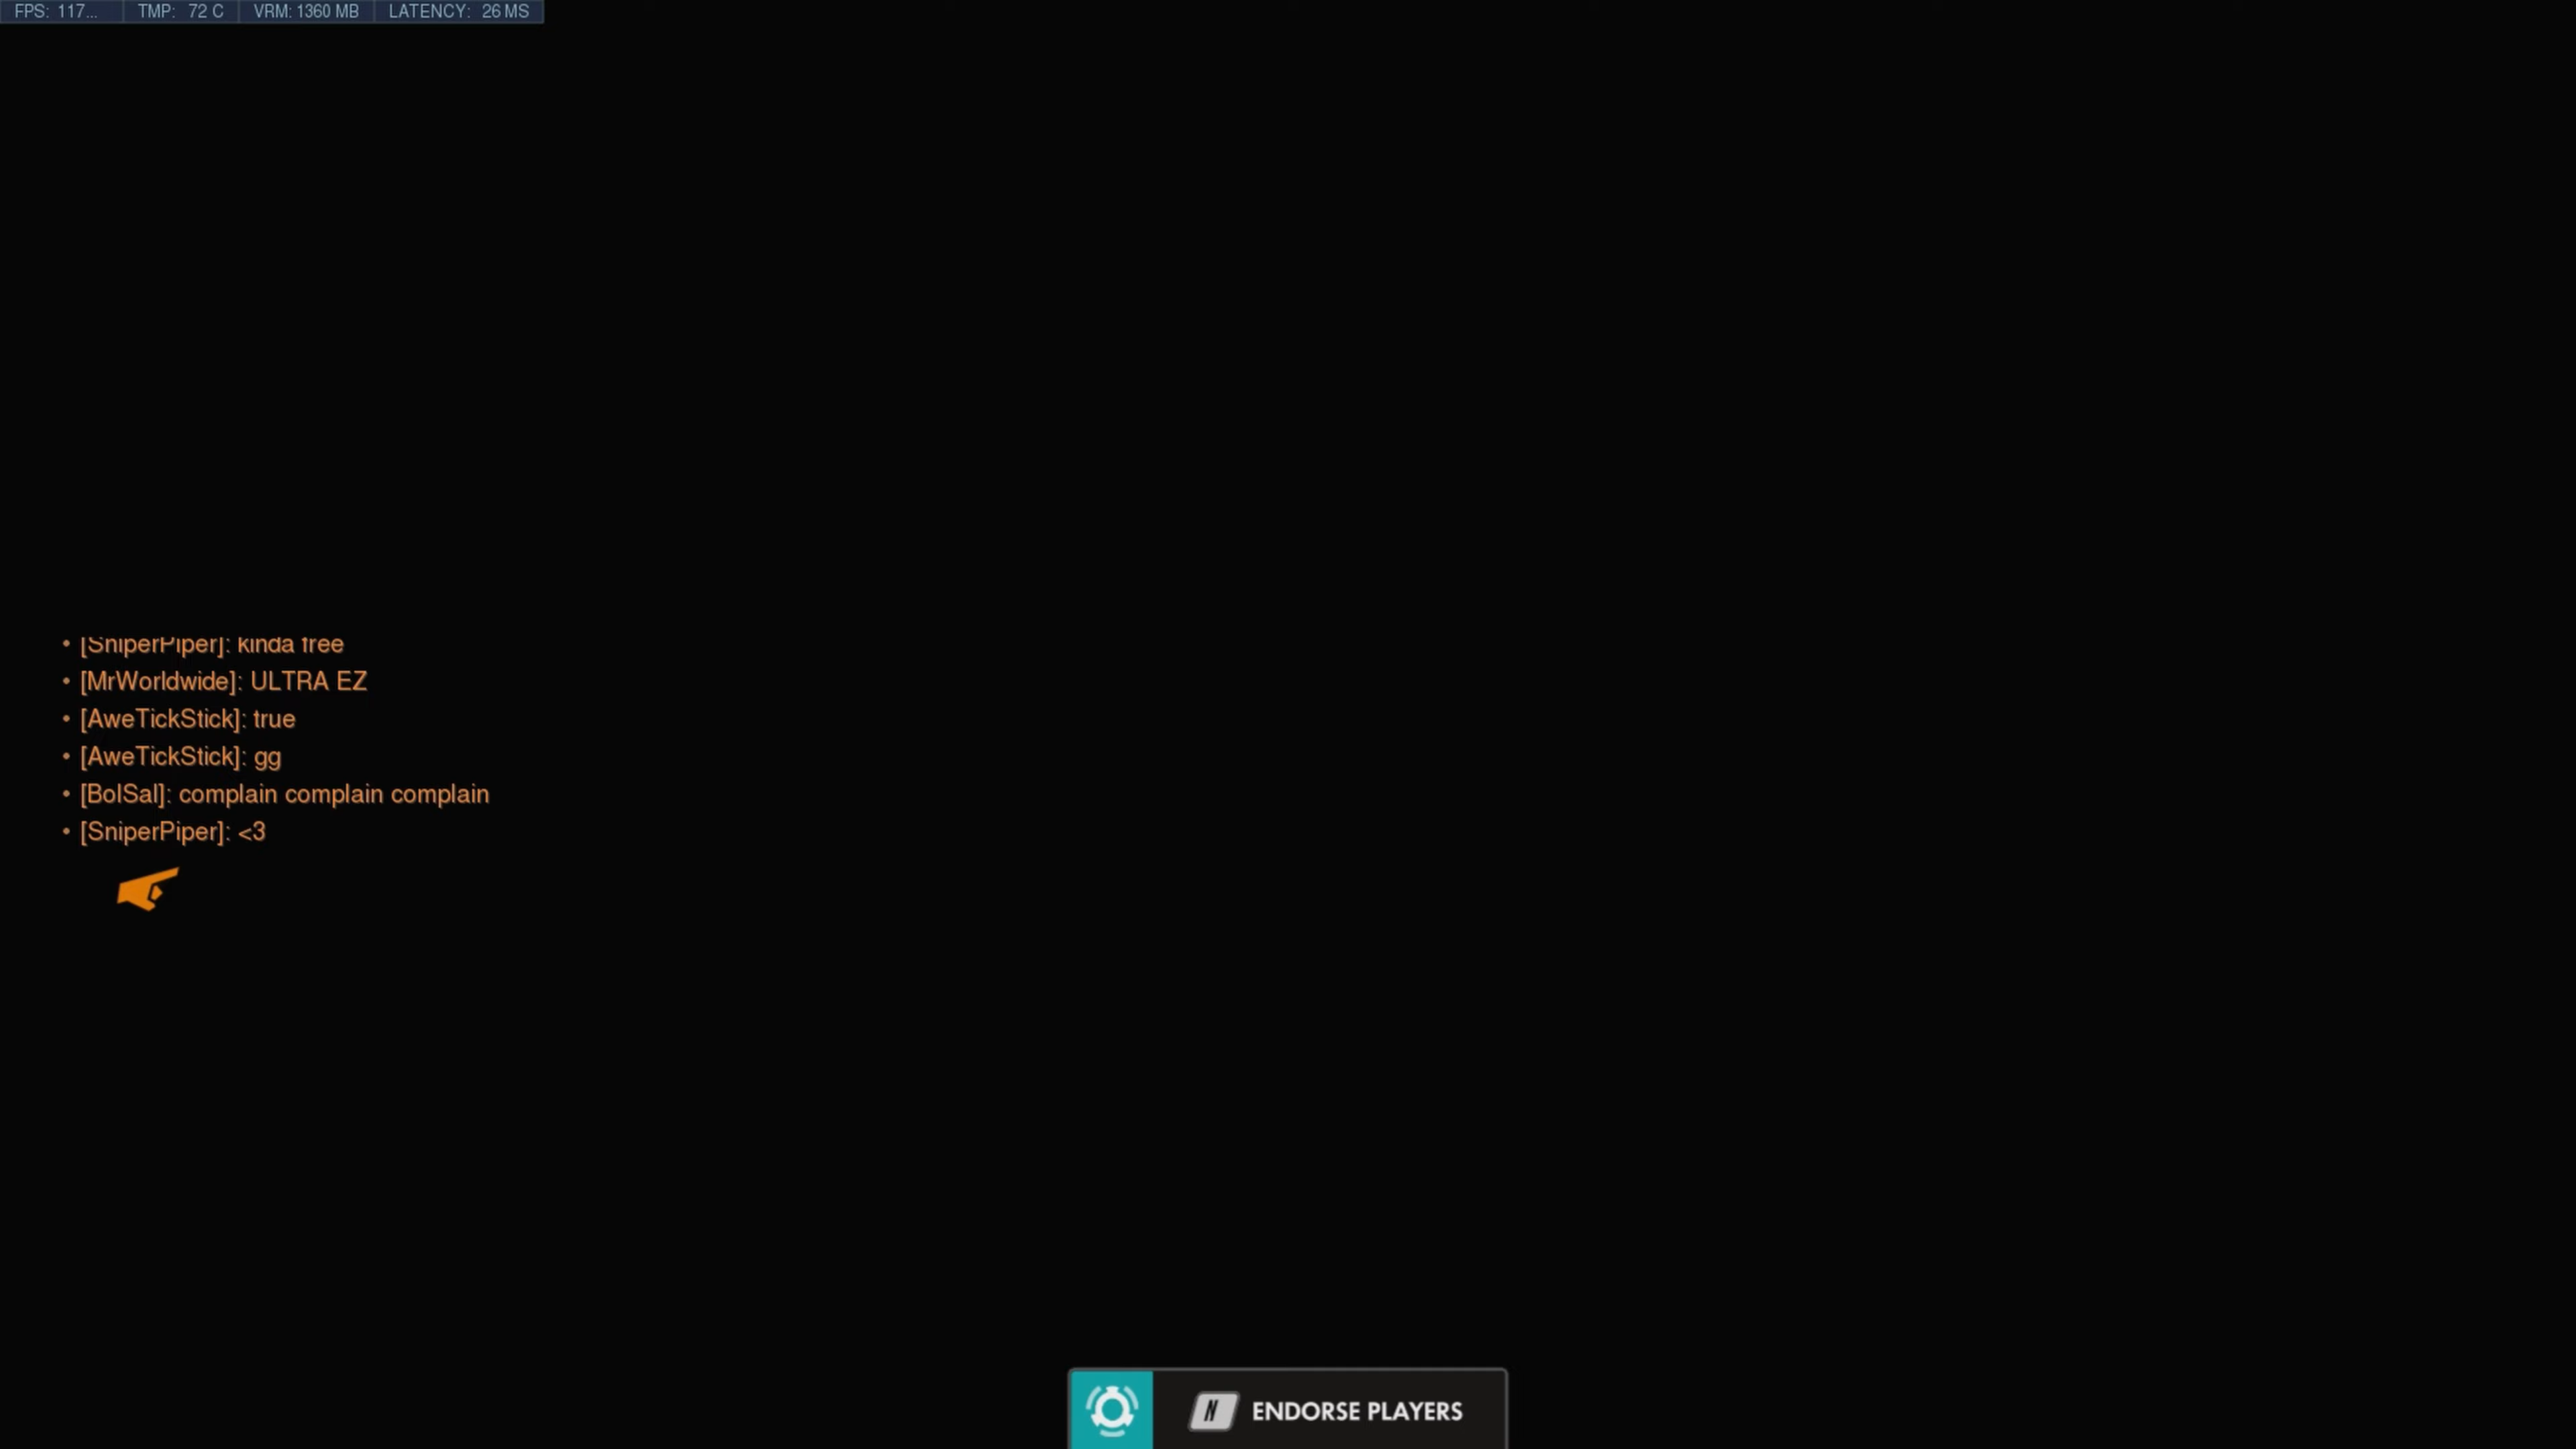 FPS: 117... TMP: 72 C VRM: 1360 MB LATENCY: 26 MS
• [SniperPiper]: kinda free
• [MrWorldwide]: ULTRA EZ
• [AweTickStick]: true
• [AweTickStick]: gg
• [BolSal]: complain complain complain
• [SniperPiper]: <3
N ENDORSE PLAYERS